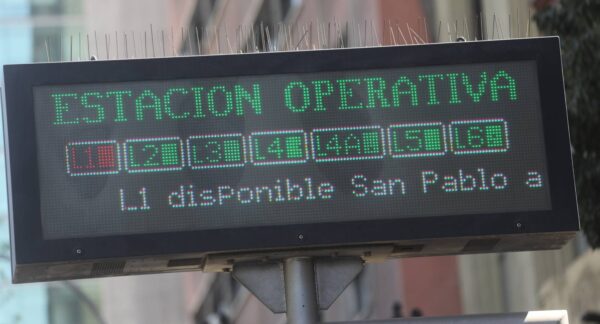 ESTACION OPERATIVA
L1 L2 L3 L4 L4A L5 L6
L1 disponible San Pablo a